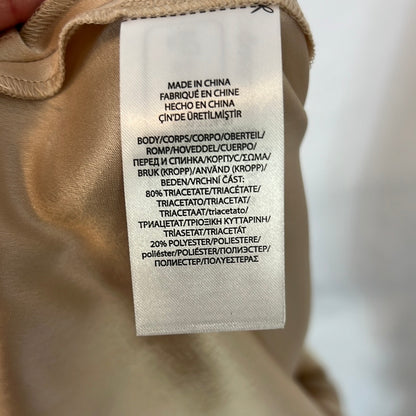 MADE IN CHINA
FABRIQUÉ EN CHINE
HECHO EN CHINA
ÇİN'DE ÜRETİLMİŞTİR
BODY/CORPS/CORPO/OBERTEIL/
ROMP/HOVEDDEL/CUERPO/
ПЕРЕД И СПИНКА/КОРПУС/ΣΩΜΑ/
BRUK (KROPP)/ANVÄND (KROPP)/
BEDEN/VRCHNÍ ČÁST:
80% TRIACETATE/TRIACÉTATE/
TRIACETATO/TRIACETAT/
TRIACETAAT/triacetato/
ТРИАЦЕТАТ/ΤΡΙΟΞΙΚΗ ΚΥΤΤΑΡΙΝΗ/
TRİASETAT/TRIACETÁT
20% POLYESTER/POLIESTERE/
poliéster/POLIESTER/ПОЛИЭСТЕР/
ПОЛИЕСТЕР/ΠΟΛΥΕΣΤΕΡΑΣ